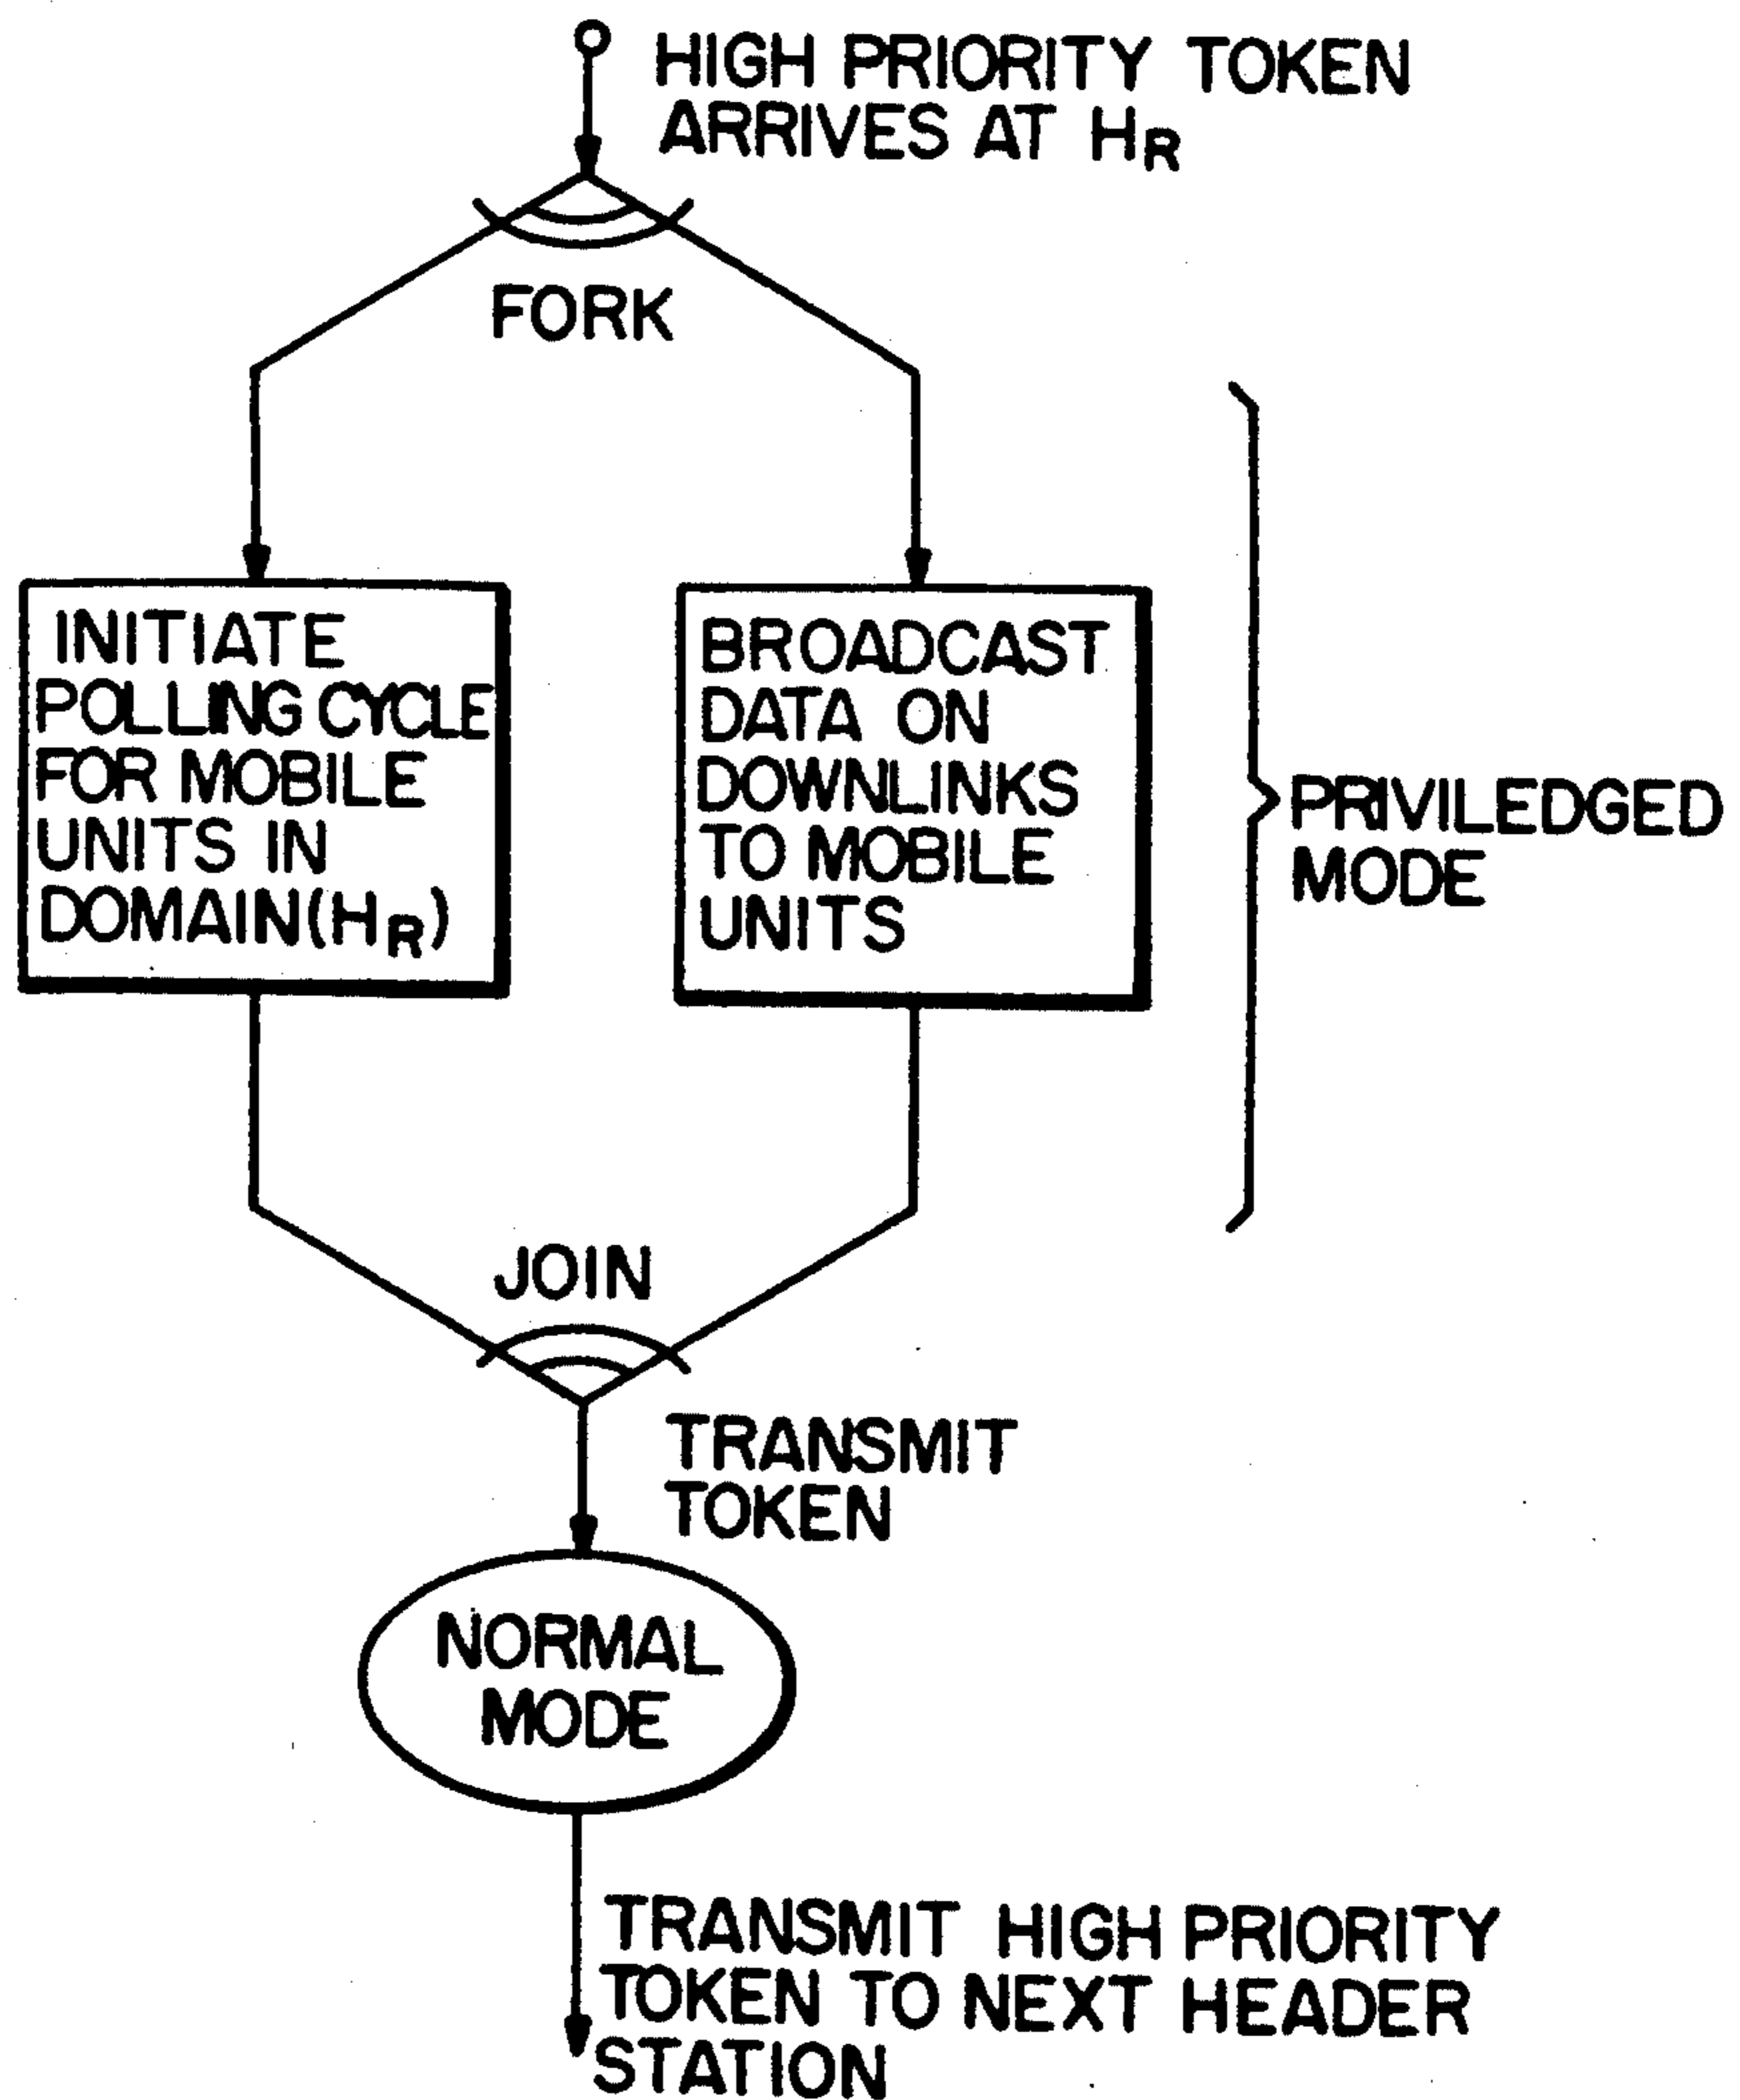 HIGH PRIORITY TOKEN
ARRIVES AT HR
FORK
INITIATE
POLLING CYCLE
FOR MOBILE
UNITS IN
DOMAIN(HR)
BROADCAST
DATA ON
DOWNLINKS
TO MOBILE
UNITS
PRIVILEDGED
MODE
JOIN
TRANSMIT
TOKEN
NORMAL
MODE
TRANSMIT HIGH PRIORITY
TOKEN TO NEXT HEADER
STATION